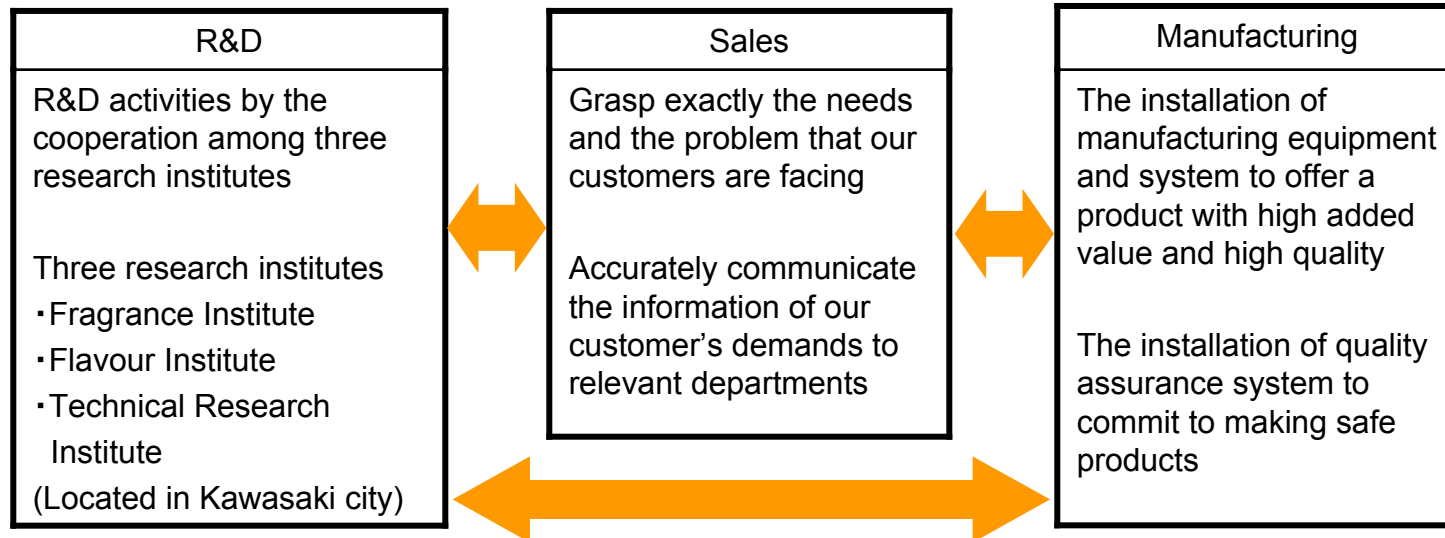 R&D
R&D activities by the
cooperation among three
research institutes
Three research institutes
・Fragrance Institute
・Flavour Institute
・Technical Research
Institute
(Located in Kawasaki city)
Sales
Grasp exactly the needs
and the problem that our
customers are facing
Accurately communicate
the information of our
customer’s demands to
relevant departments
Manufacturing
The installation of
manufacturing equipment
and system to offer a
product with high added
value and high quality
The installation of quality
assurance system to
commit to making safe
products